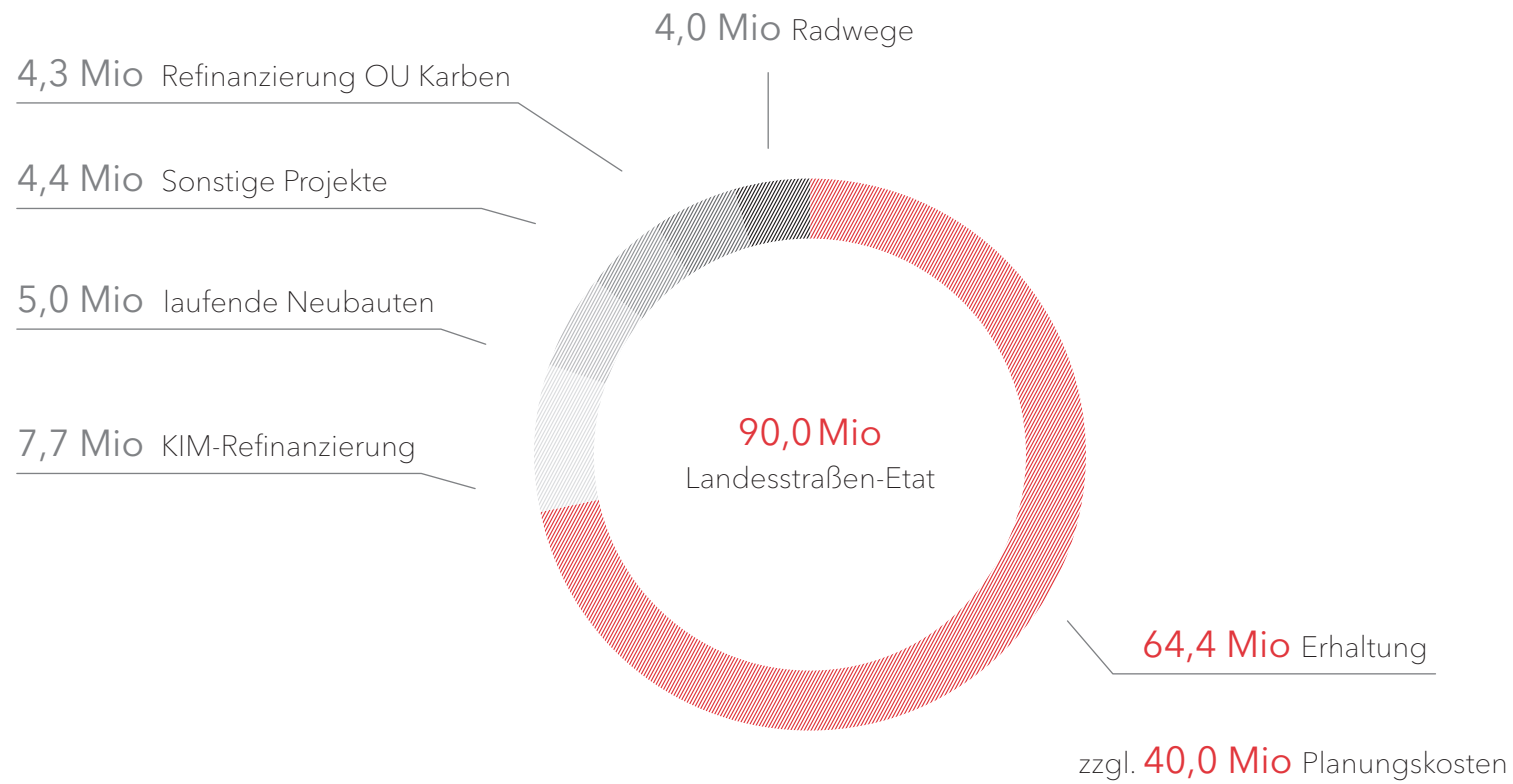 4,0 Mio Radwege
4,3 Mio Refinanzierung OU Karben
4,4 Mio Sonstige Projekte
5,0 Mio laufende Neubauten
7,7 Mio KIM-Refinanzierung
90,0 Mio
Landesstraßen-Etat
64,4 Mio Erhaltung
zzgl. 40,0 Mio Planungskosten